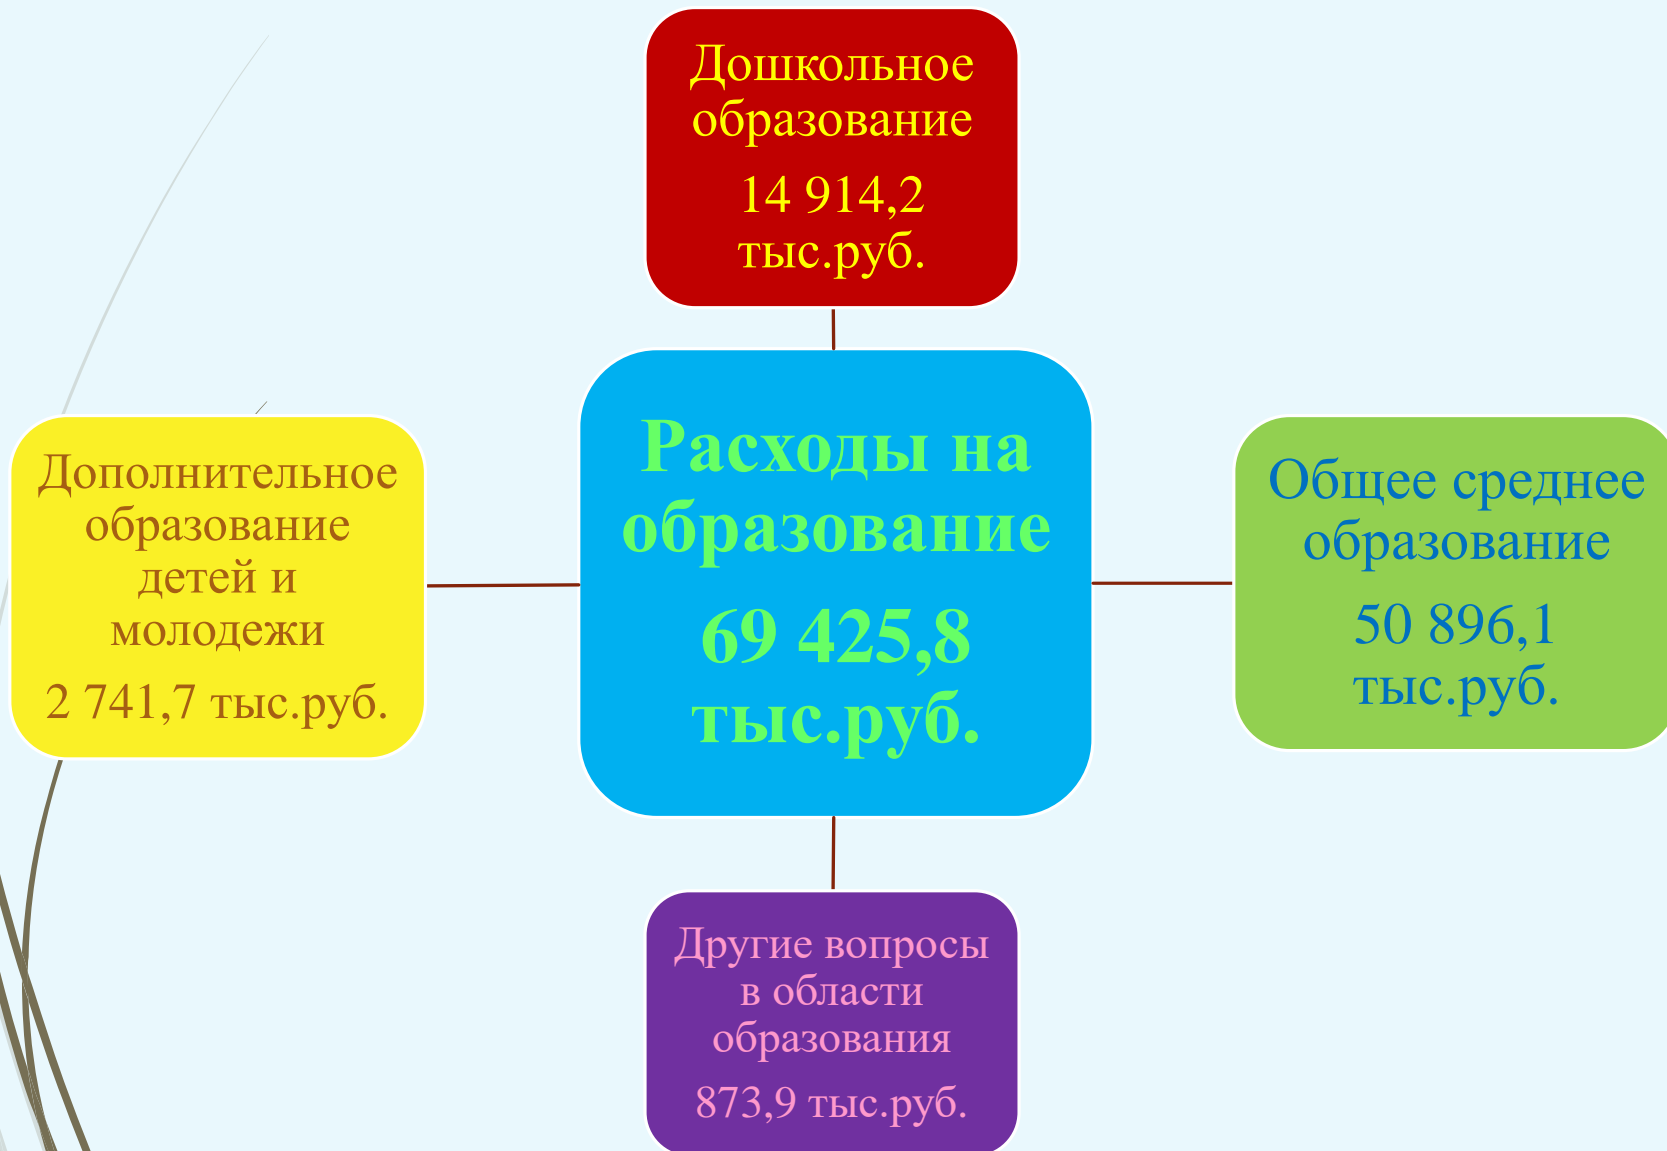 Дошкольное
образование
14 914,2
тыс.руб.
Дополнительное
образование
детей и
молодежи
2 741,7 тыс.руб.
Расходы на
образование
69 425,8
тыс.руб.
Общее среднее
образование
50 896,1
тыс.руб.
Другие вопросы
в области
образования
873,9 тыс.руб.